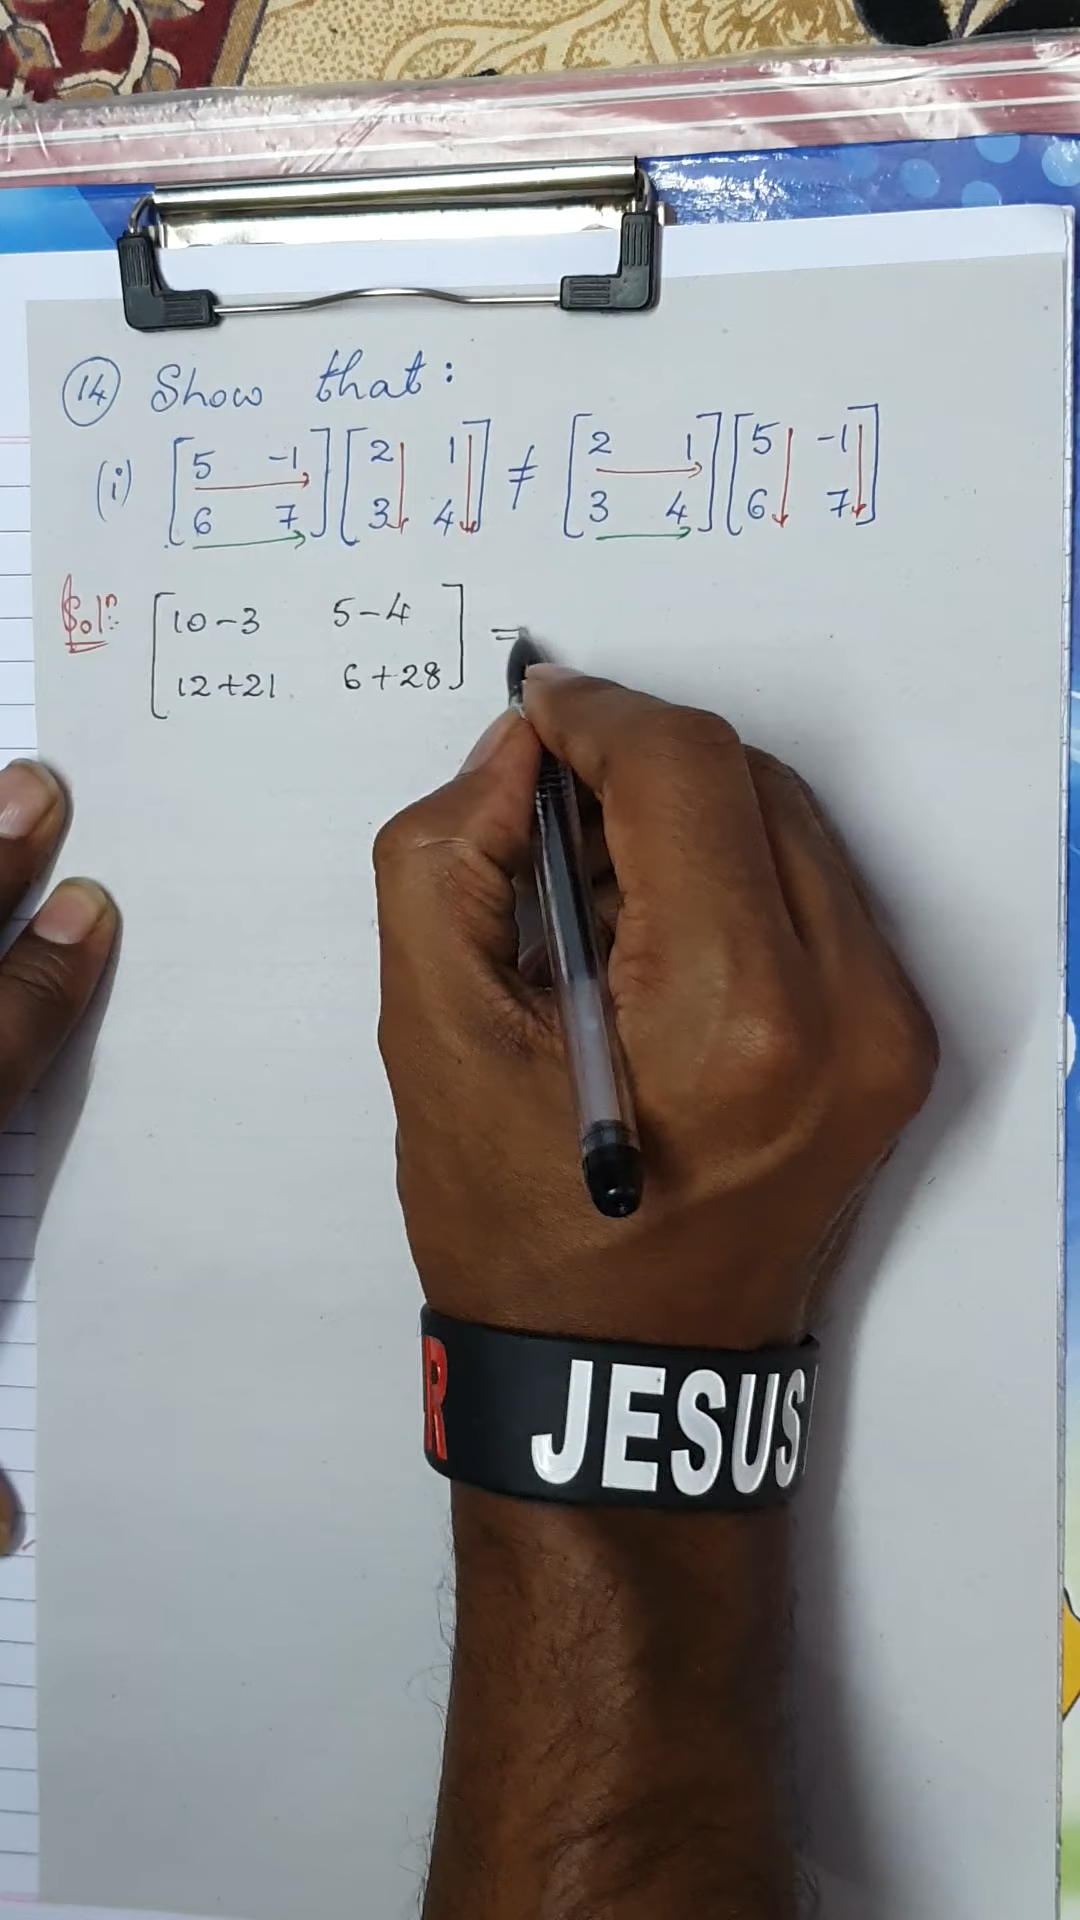 14 Show that:
(i) [5 -1] [2 1] ≠ [2 1] [5 -1]
[6 7] [3 4] [3 4] [6 7]
Solⁿ: [10-3 5-4] =
[12+21 6+28]
R JESUS